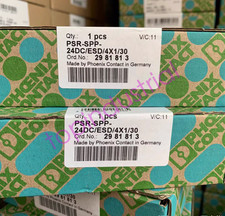 Qty.: 1 pcs V/C:11
PSR-SPP-
24DC/ESD/4X1/30
Ord.No.: 29 81 81 3
Made by Phoenix Contact in Germany
Qty.: 1 pcs V/C:11
PSR-SPP-
24DC/ESD/4X1/30
Ord.No.: 29 81 81 3
Made by Phoenix Contact in Germany